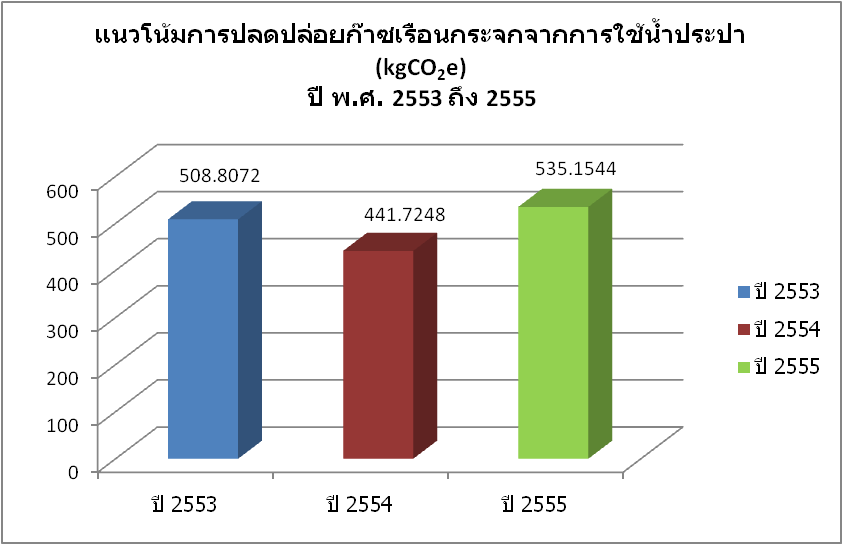 แนวโน้มการปลดปล่อยก๊าซเรือนกระจกจากการใช้น้ำประปา
(kgCO₂e)
ปี พ.ศ. 2553 ถึง 2555
508.8072
441.7248
535.1544
600
500
400
300
200
100
0
ปี 2553
ปี 2554
ปี 2555
ปี 2553
ปี 2554
ปี 2555